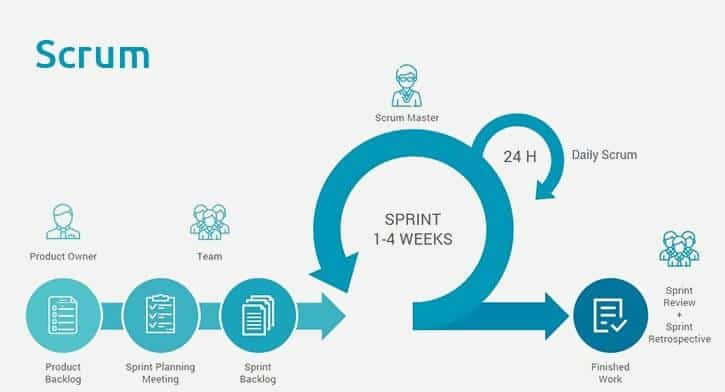 Scrum
Scrum Master
24 H
Daily Scrum
SPRINT
1-4 WEEKS
Product Owner
Team
Product
Backlog
Sprint Planning
Meeting
Sprint
Backlog
Finished
Work
Sprint
Review
+
Sprint
Retrospective